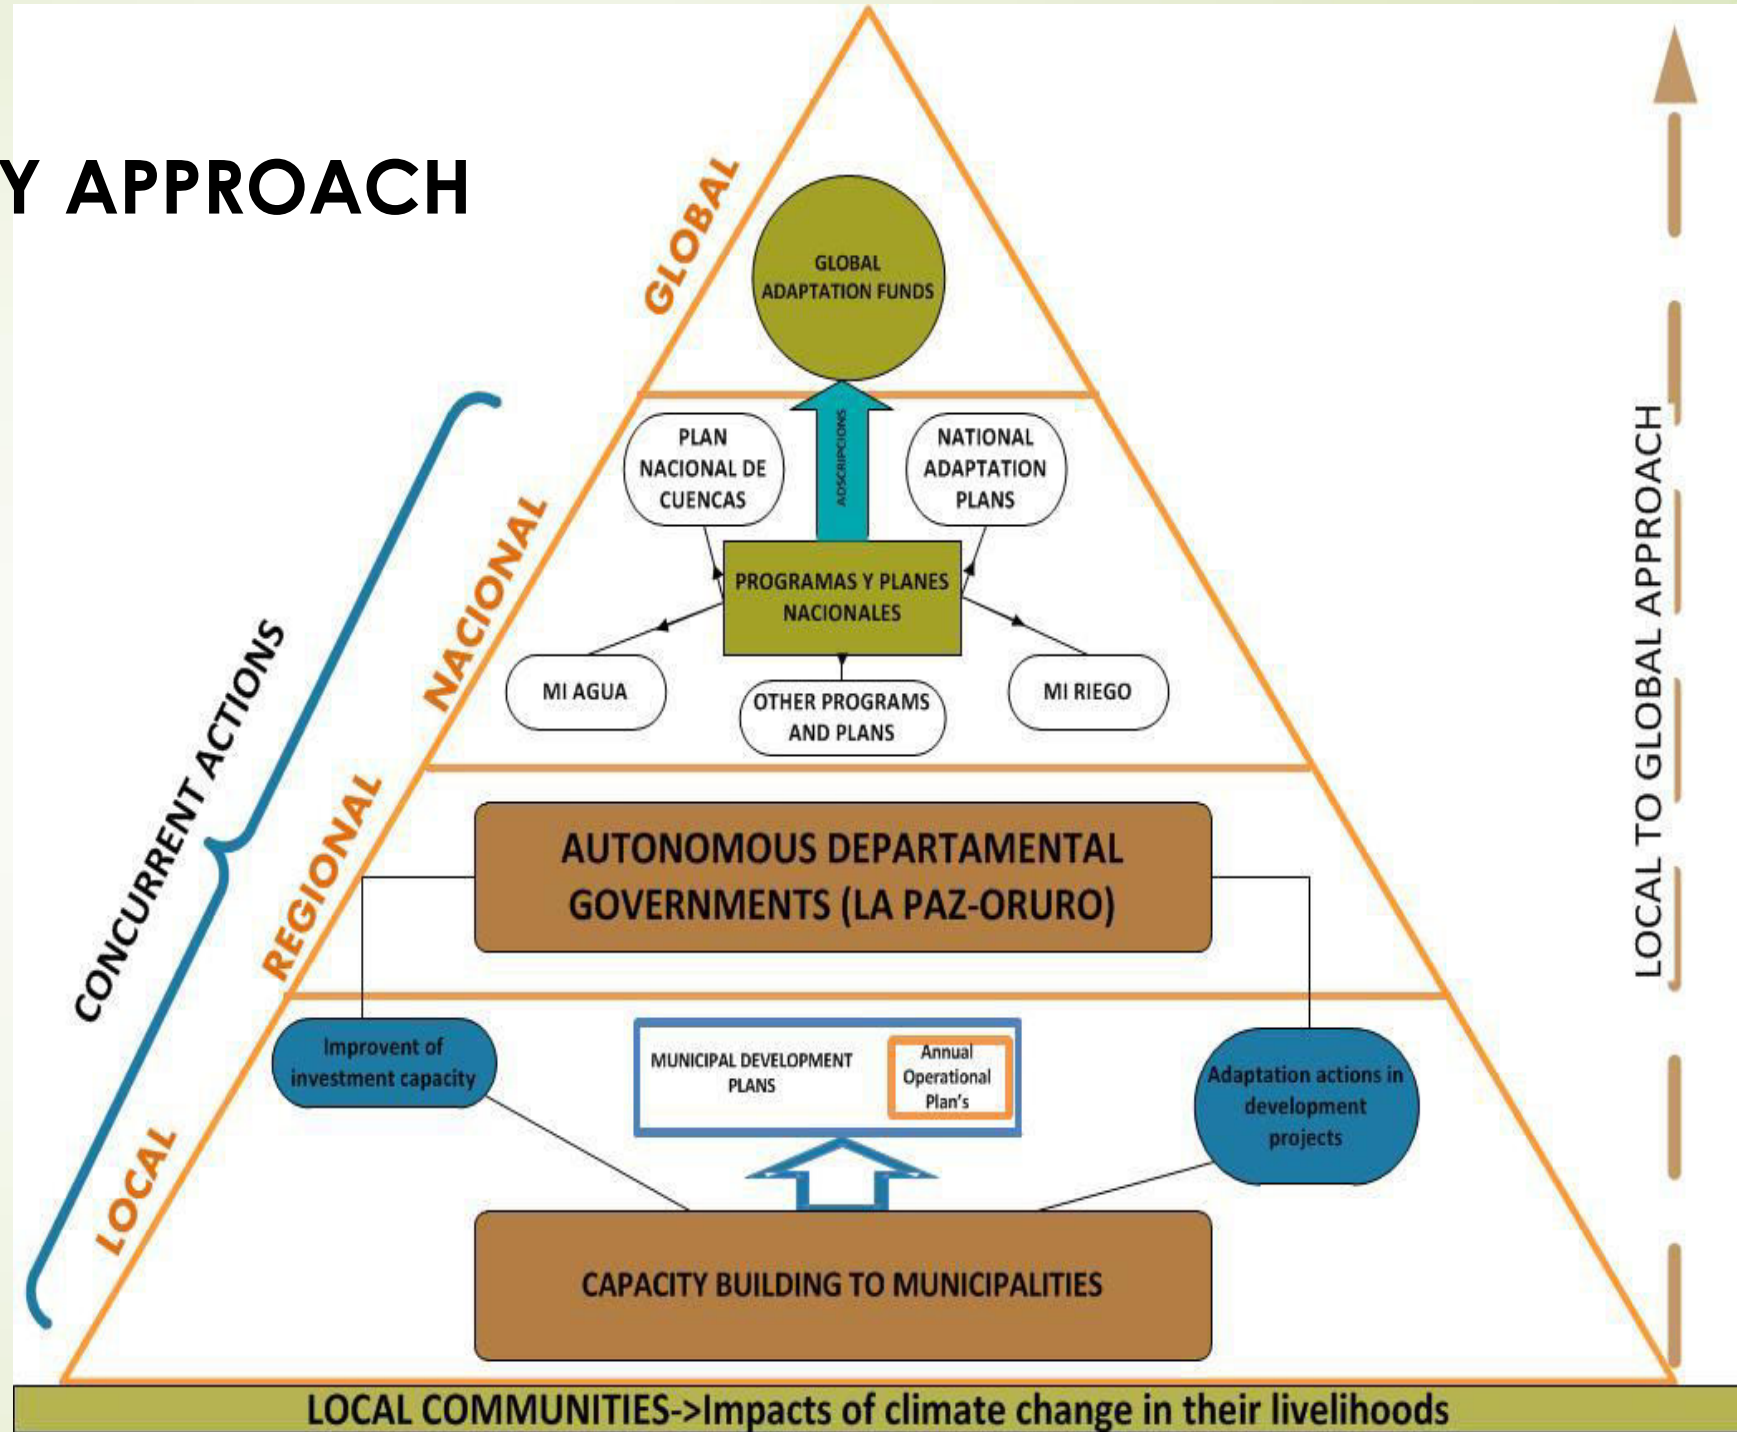 Y APPROACH
GLOBAL
GLOBAL
ADAPTATION FUNDS
ADSCRIPCIONS
PLAN
NACIONAL DE
CUENCAS
NATIONAL
ADAPTATION
PLANS
NACIONAL
PROGRAMAS Y PLANES
NACIONALES
MI AGUA
OTHER PROGRAMS
AND PLANS
MI RIEGO
CONCURRENT ACTIONS
REGIONAL
AUTONOMOUS DEPARTAMENTAL
GOVERNMENTS (LA PAZ-ORURO)
LOCAL
Improvent of
investment capacity
MUNICIPAL DEVELOPMENT
PLANS
Annual
Operational
Plan's
Adaptation actions in
development
projects
CAPACITY BUILDING TO MUNICIPALITIES
LOCAL TO GLOBAL APPROACH
LOCAL COMMUNITIES->Impacts of climate change in their livelihoods